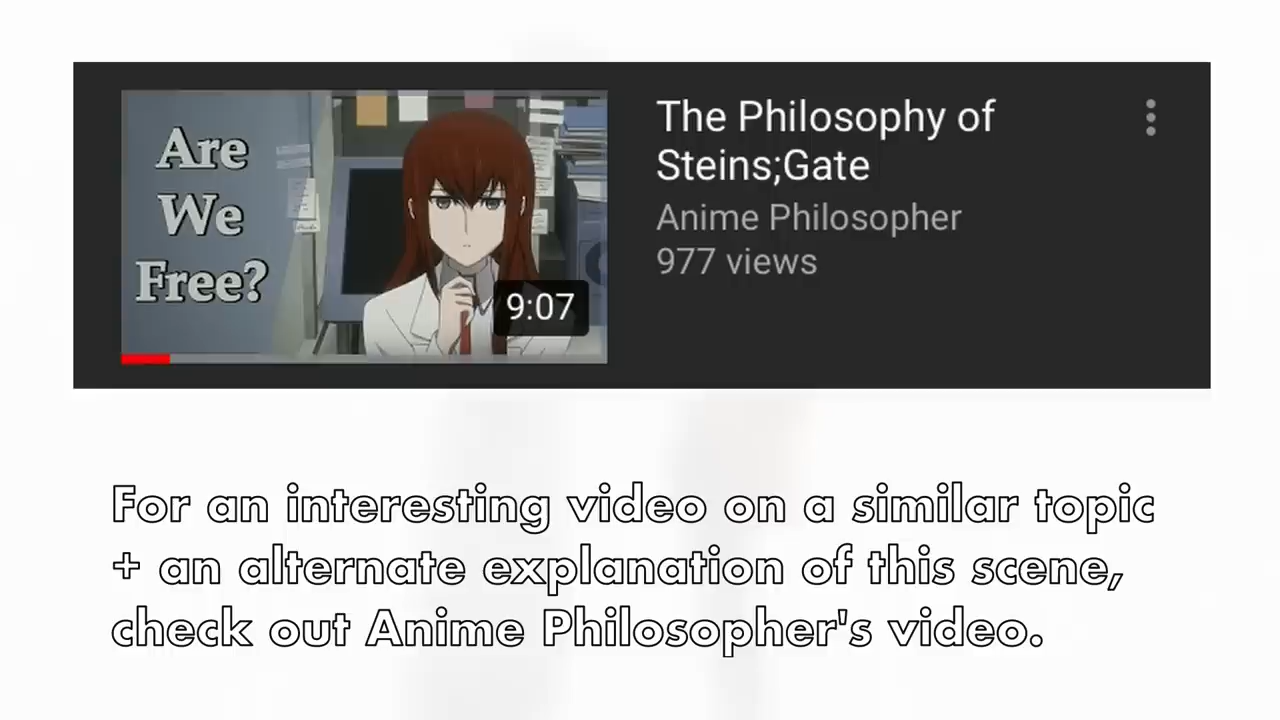 Are
We
Free?
9:07
The Philosophy of
Steins;Gate
Anime Philosopher
977 views
For an interesting video on a similar topic
+ an alternate explanation of this scene,
check out Anime Philosopher's video.